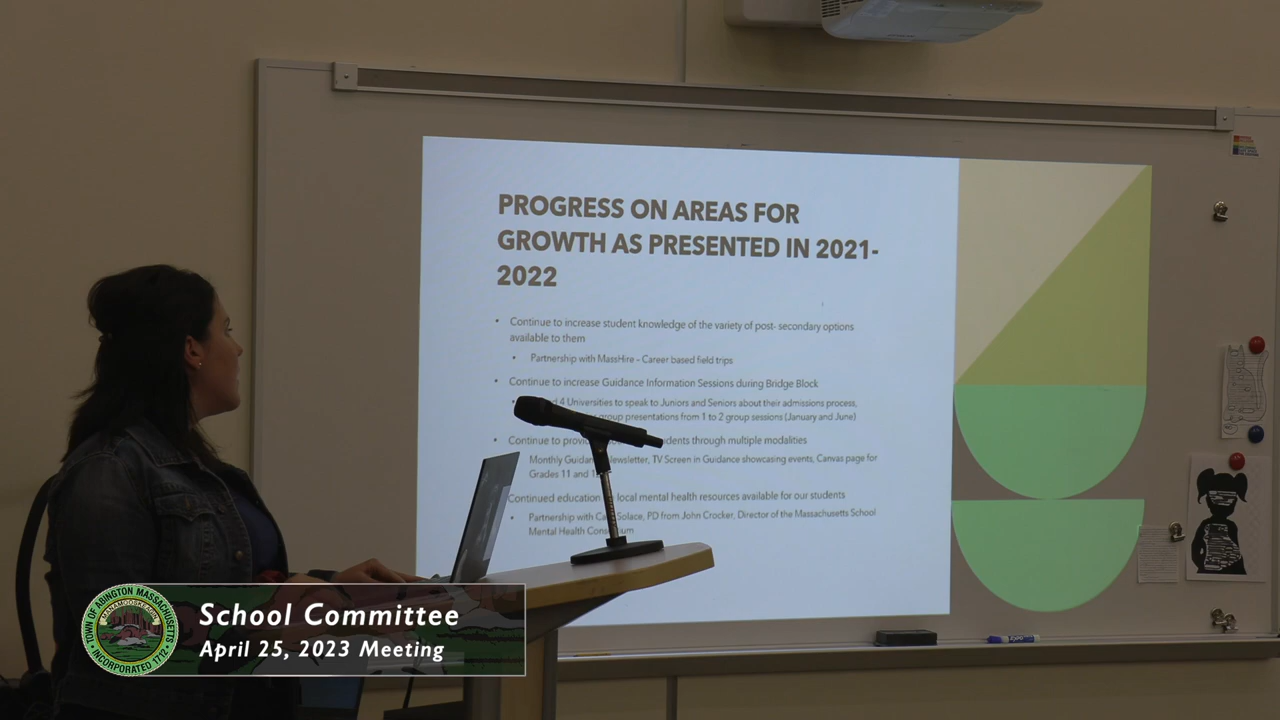 PROGRESS ON AREAS FOR
GROWTH AS PRESENTED IN 2021-
2022
• Continue to increase student knowledge of the variety of post- secondary options
available to them
• Partnership with MassHire – Career based field trips
• Continue to increase Guidance Information Sessions during Bridge Block
4 Universities to speak to Juniors and Seniors about their admissions process,
group presentations from 1 to 2 group sessions (January and June)
• Continue to through multiple modalities
Monthly Newsletter, TV Screen in Guidance showcasing events, Canvas page for
Grades 11 and
Continued education local mental health resources available for our students
• Partnership with Solace, PD from John Crocker, Director of the Massachusetts School
Mental Health
EXPO
TOWN OF ABINGTON MASSACHUSETTS
MANAMOOSKEAGIN
INCORPORATED 1712
School Committee
April 25, 2023 Meeting